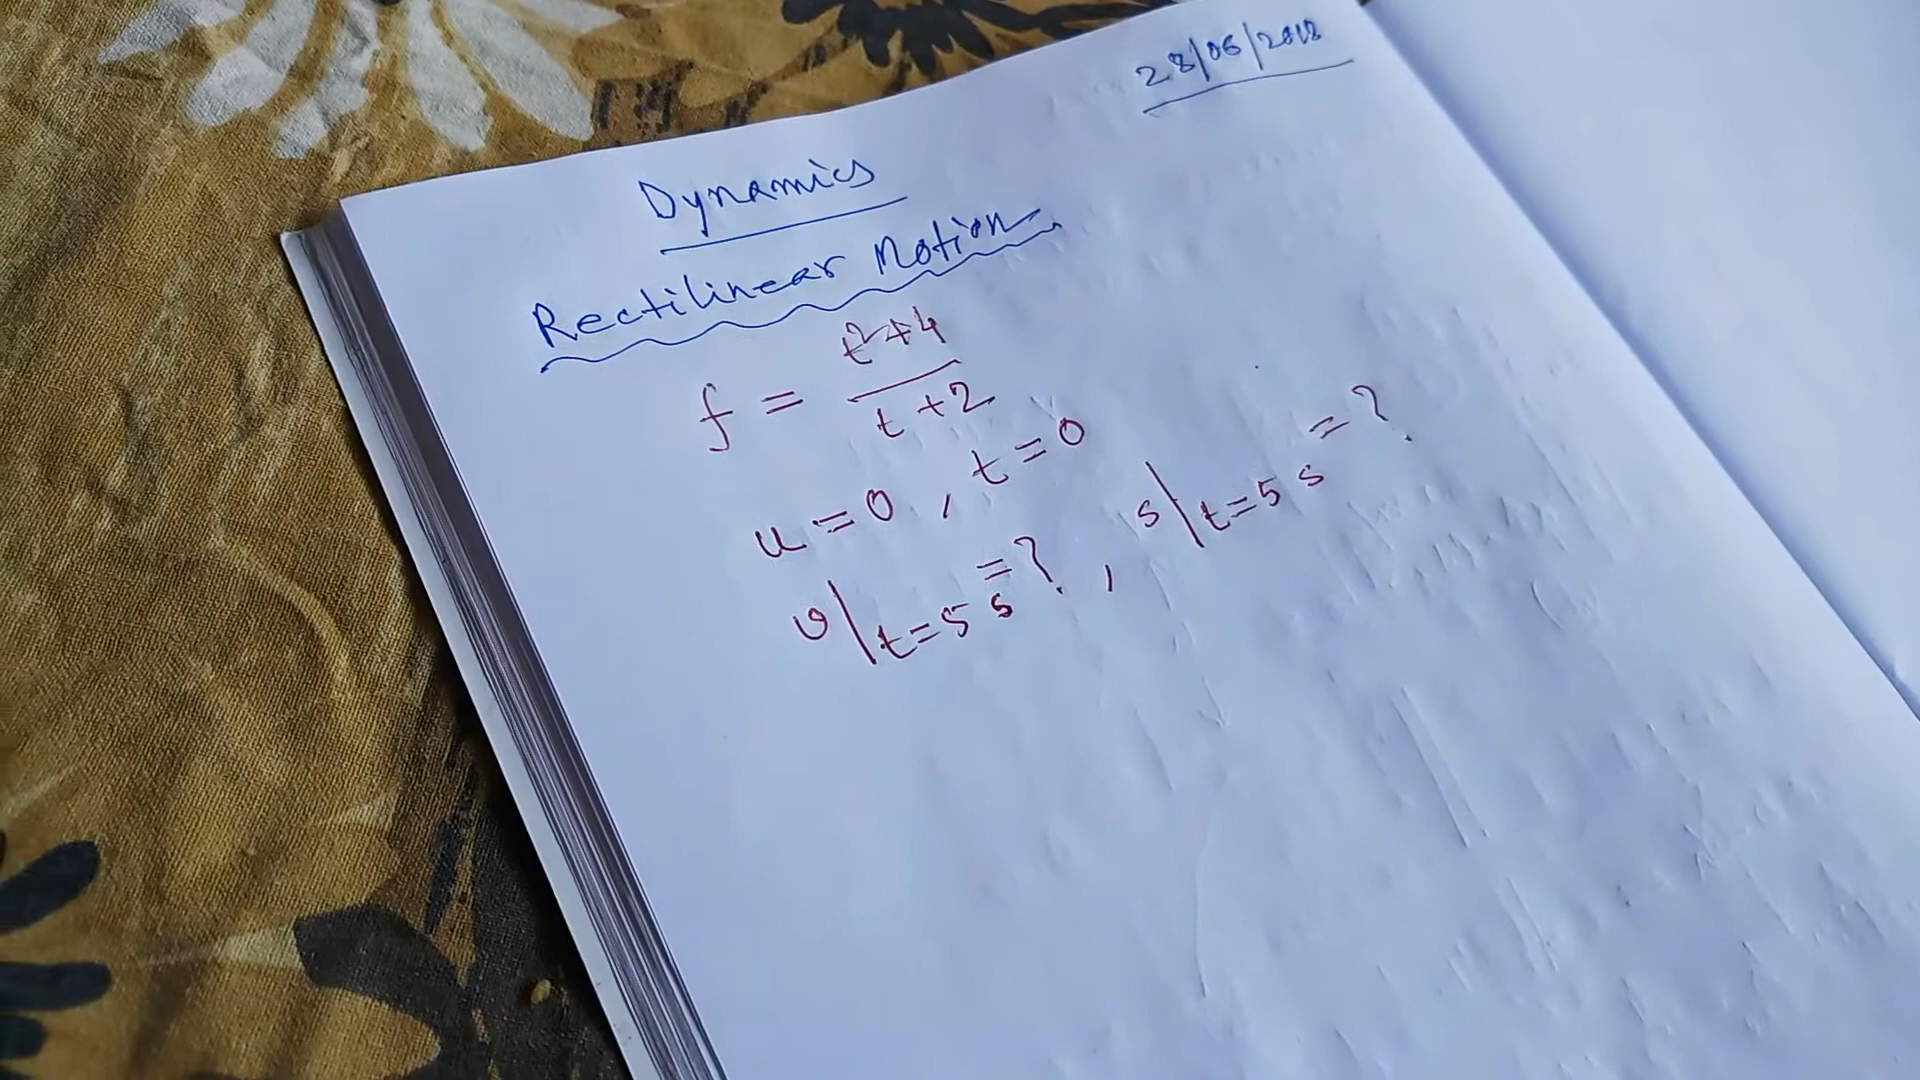 28/06/2018
Dynamics
Rectilinear Motion
f = (t²+4)/(t+2)
u = 0 , t = 0
v|t=5 s = ? , s|t=5 s = ?